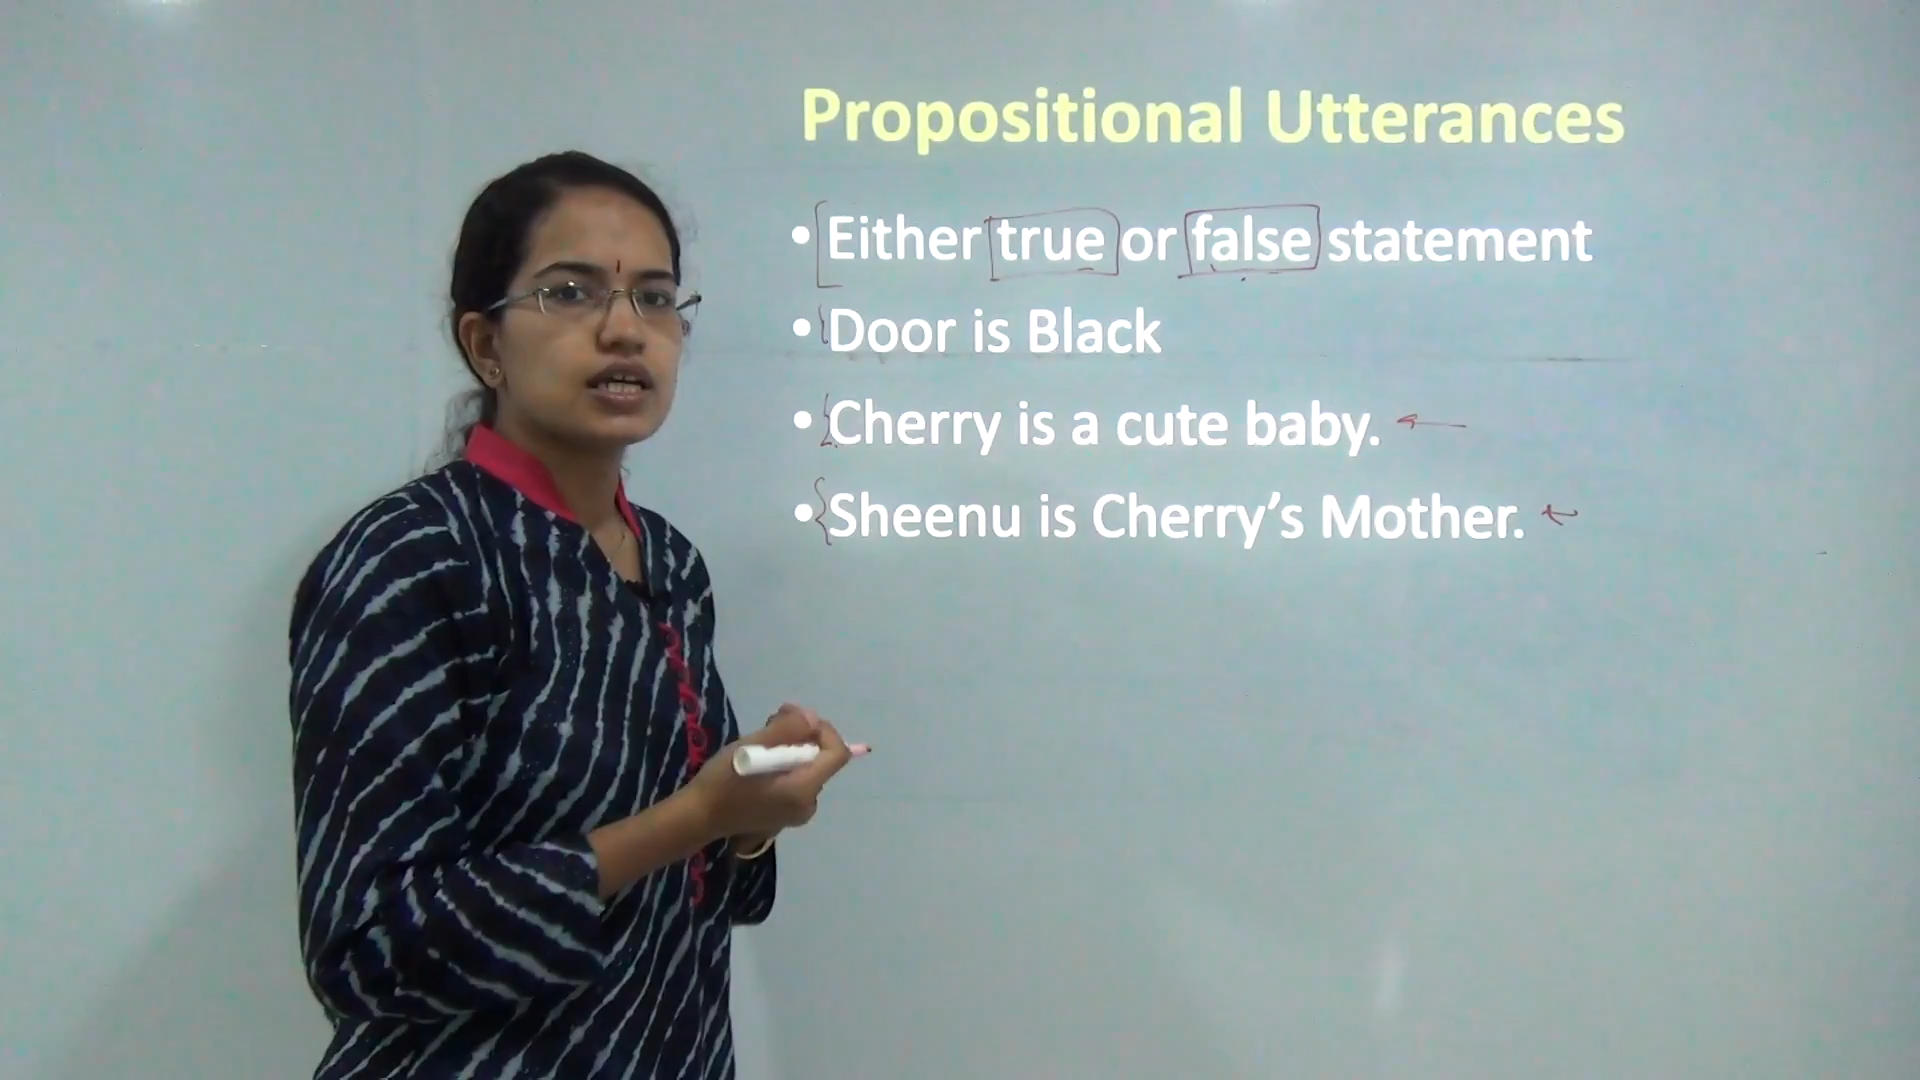 Propositional Utterances
• Either true or false statement
• Door is Black
• Cherry is a cute baby.
• Sheenu is Cherry's Mother.